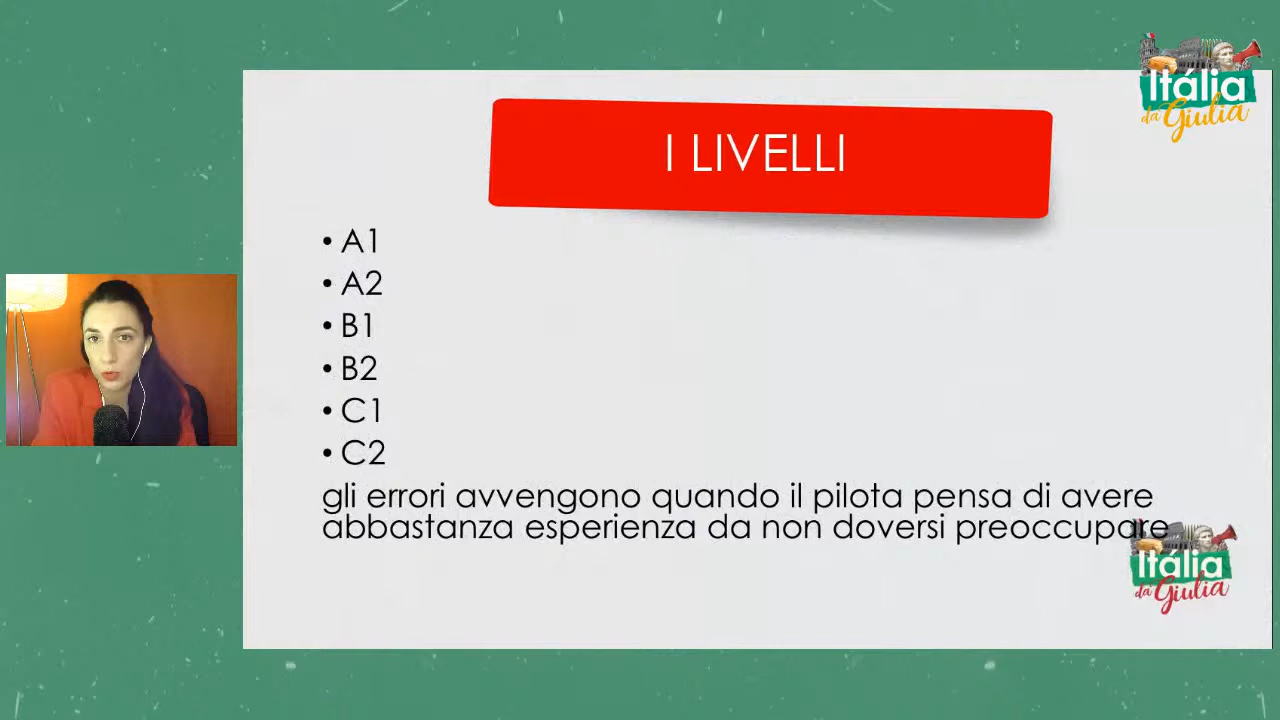 Itália
da Giulia
I LIVELLI
• A1
• A2
• B1
• B2
• C1
• C2
gli errori avvengono quando il pilota pensa di avere
abbastanza esperienza da non doversi preoccupare
Itália
da Giulia